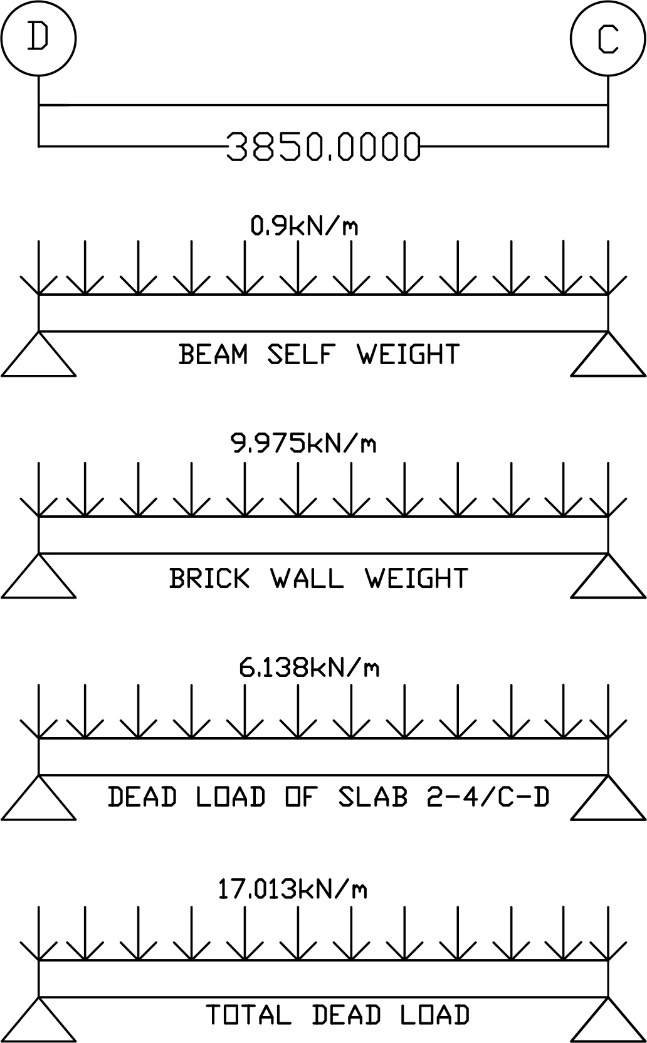 D C
3850.0000
0.9kN/m
BEAM SELF WEIGHT
9.975kN/m
BRICK WALL WEIGHT
6.138kN/m
DEAD LOAD OF SLAB 2-4/C-D
17.013kN/m
TOTAL DEAD LOAD